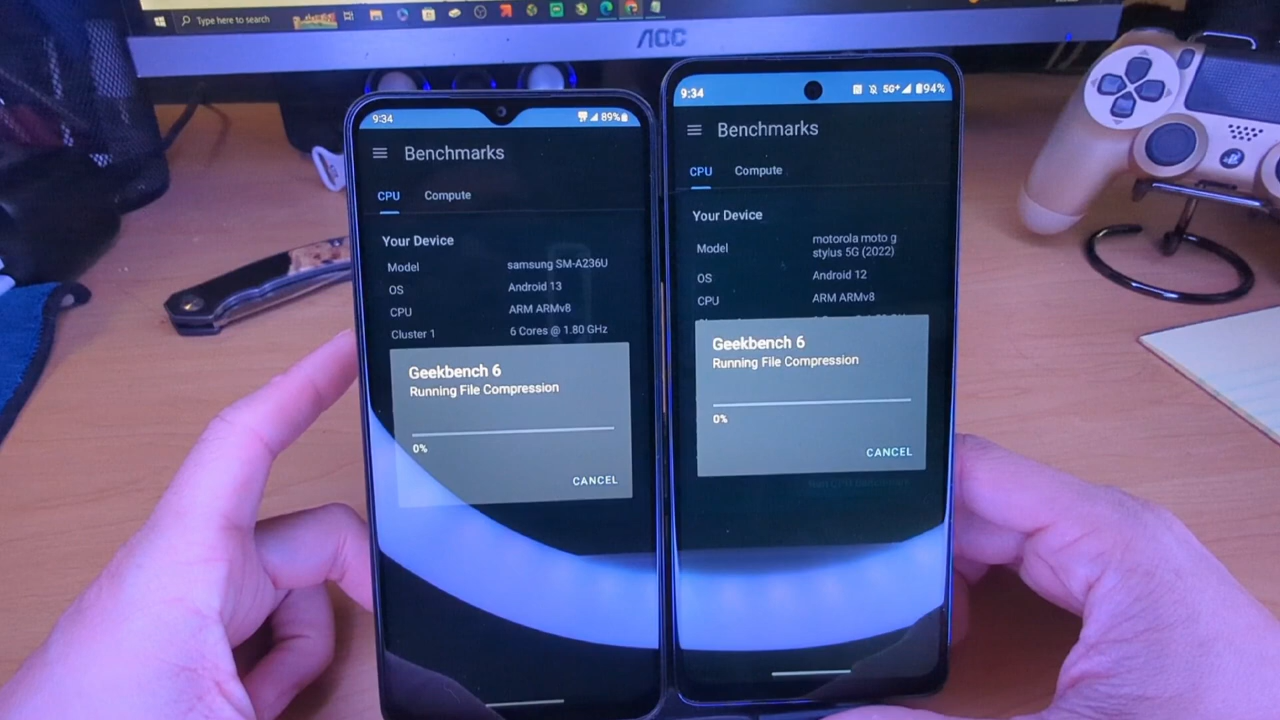 Type here to search
AOC
9:34
89%
Benchmarks
CPU Compute
Your Device
Model samsung SM-A236U
OS Android 13
CPU ARM ARMv8
Cluster 1 6 Cores @ 1.80 GHz
Geekbench 6
Running File Compression
0%
CANCEL
9:34
5G+ 94%
Benchmarks
CPU Compute
Your Device
Model motorola moto g
stylus 5G (2022)
OS Android 12
CPU ARM ARMv8
Geekbench 6
Running File Compression
0%
CANCEL